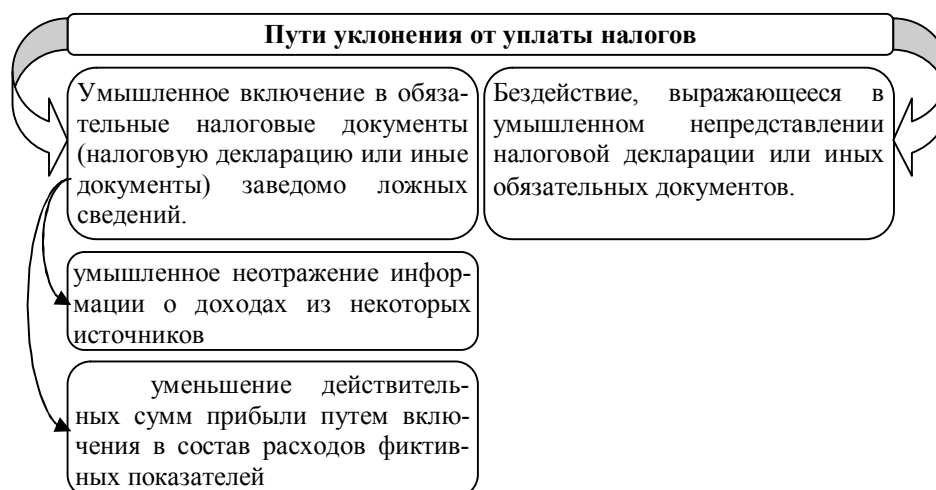 Пути уклонения от уплаты налогов
Умышленное включение в обяза-
тельные налоговые документы
(налоговую декларацию или иные
документы) заведомо ложных
сведений.
Бездействие, выражающееся в
умышленном непредставлении
налоговой декларации или иных
обязательных документов.
умышленное неотражение инфор-
мации о доходах из некоторых
источников
уменьшение действитель-
ных сумм прибыли путем вклю-
чения в состав расходов фиктив-
ных показателей